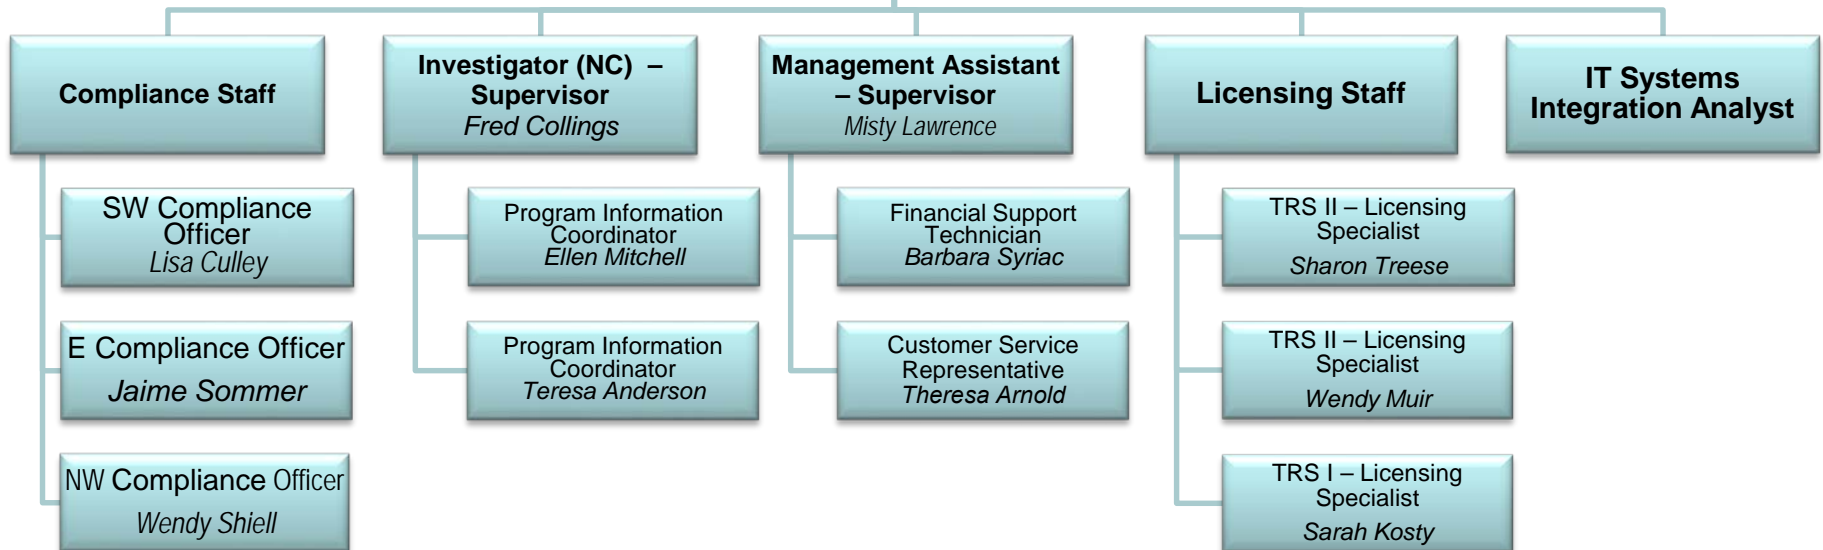 Compliance Staff
SW Compliance
Officer
Lisa Culley
E Compliance Officer
Jaime Sommer
NW Compliance Officer
Wendy Shiell
Investigator (NC) –
Supervisor
Fred Collings
Program Information
Coordinator
Ellen Mitchell
Program Information
Coordinator
Teresa Anderson
Management Assistant
– Supervisor
Misty Lawrence
Financial Support
Technician
Barbara Syriac
Customer Service
Representative
Theresa Arnold
Licensing Staff
TRS II – Licensing
Specialist
Sharon Treese
TRS II – Licensing
Specialist
Wendy Muir
TRS I – Licensing
Specialist
Sarah Kosty
IT Systems
Integration Analyst